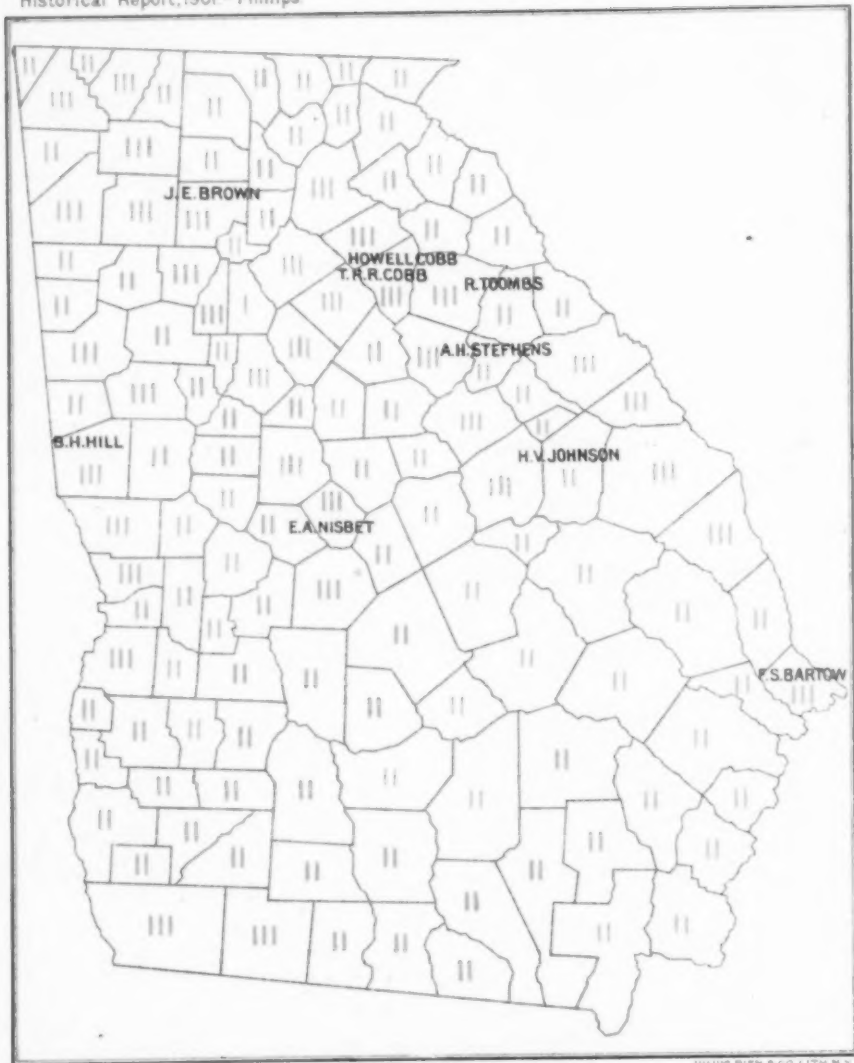 Historical Report, 1901. Phillips.
J. E. BROWN
HOWELL COBB
T. R. R. COBB
R. TOOMBS
A. H. STEPHENS
B. H. HILL
H. V. JOHNSON
E. A. NISBET
F. S. BARTOW